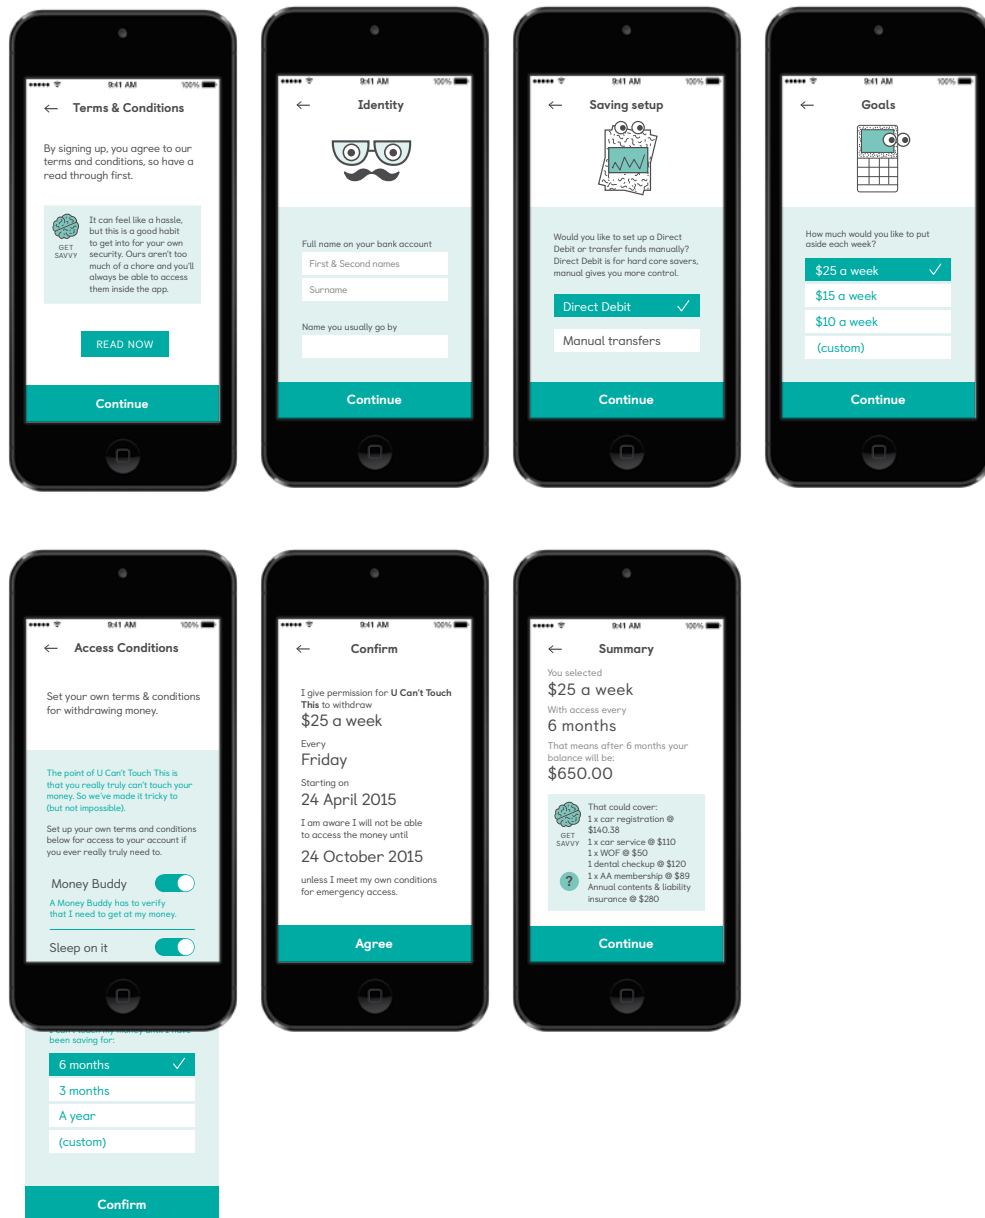 9:41 AM 100%
Terms & Conditions
By signing up, you agree to our
terms and conditions, so have a
read through first.
GET
SAVVY
It can feel like a hassle,
but this is a good habit
to get into for your own
security. Ours aren't too
much of a chore and you'll
always be able to access
them inside the app.
READ NOW
Continue
9:41 AM 100%
Identity
Full name on your bank account
First & Second names
Surname
Name you usually go by
Continue
9:41 AM 100%
Saving setup
Would you like to set up a Direct
Debit or transfer funds manually?
Direct Debit is for hard core savers,
manual gives you more control.
Direct Debit
Manual transfers
Continue
9:41 AM 100%
Goals
How much would you like to put
aside each week?
$25 a week
$15 a week
$10 a week
(custom)
Continue
9:41 AM 100%
Access Conditions
Set your own terms & conditions
for withdrawing money.
The point of U Can't Touch This is
that you really truly can't touch your
money. So we've made it tricky to
(but not impossible).
Set up your own terms and conditions
below for access to your account if
you ever really truly need to.
Money Buddy
A Money Buddy has to verify
that I need to get at my money.
Sleep on it
I can't touch my money until I have
been saving for:
6 months
3 months
A year
(custom)
Confirm
9:41 AM 100%
Confirm
I give permission for U Can't Touch
This to withdraw
$25 a week
Every
Friday
Starting on
24 April 2015
I am aware I will not be able
to access the money until
24 October 2015
unless I meet my own conditions
for emergency access.
Agree
9:41 AM 100%
Summary
You selected
$25 a week
With access every
6 months
That means after 6 months your
balance will be:
$650.00
GET
SAVVY
?
That could cover:
1 x car registration @
$140.38
1 x car service @ $110
1 x WOF @ $50
1 dental checkup @ $120
1 x AA membership @ $89
Annual contents & liability
insurance @ $280
Continue